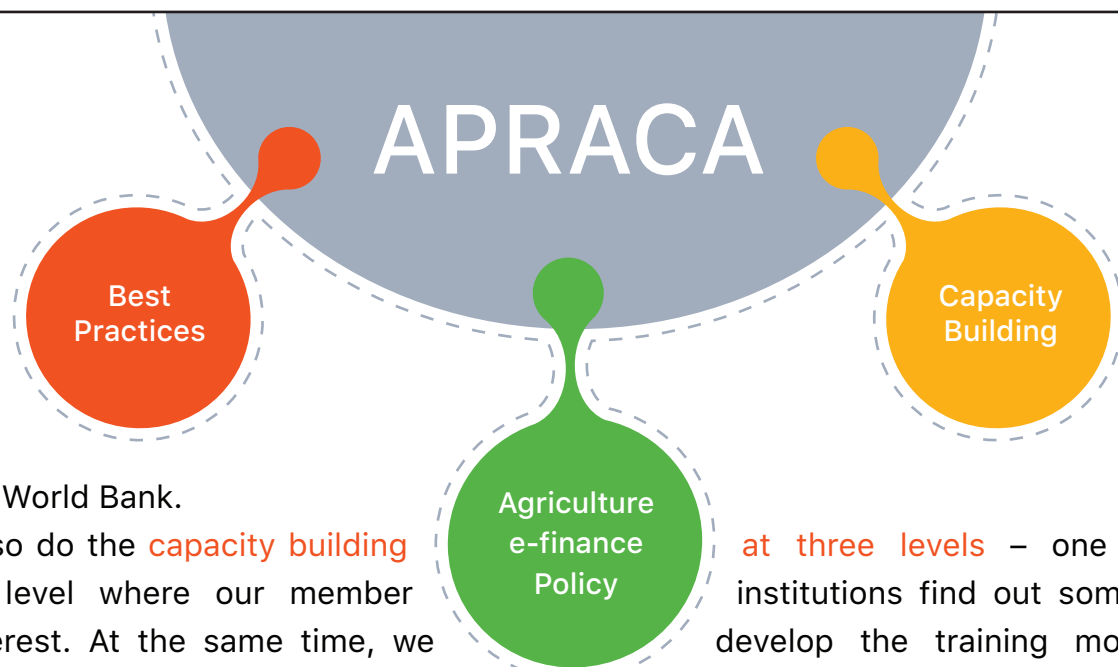 APRACA
Best
Practices
Capacity
Building
Agriculture
e-finance
Policy
World Bank.
so do the capacity building at three levels – one
level where our member institutions find out som
erest. At the same time, we develop the training mo